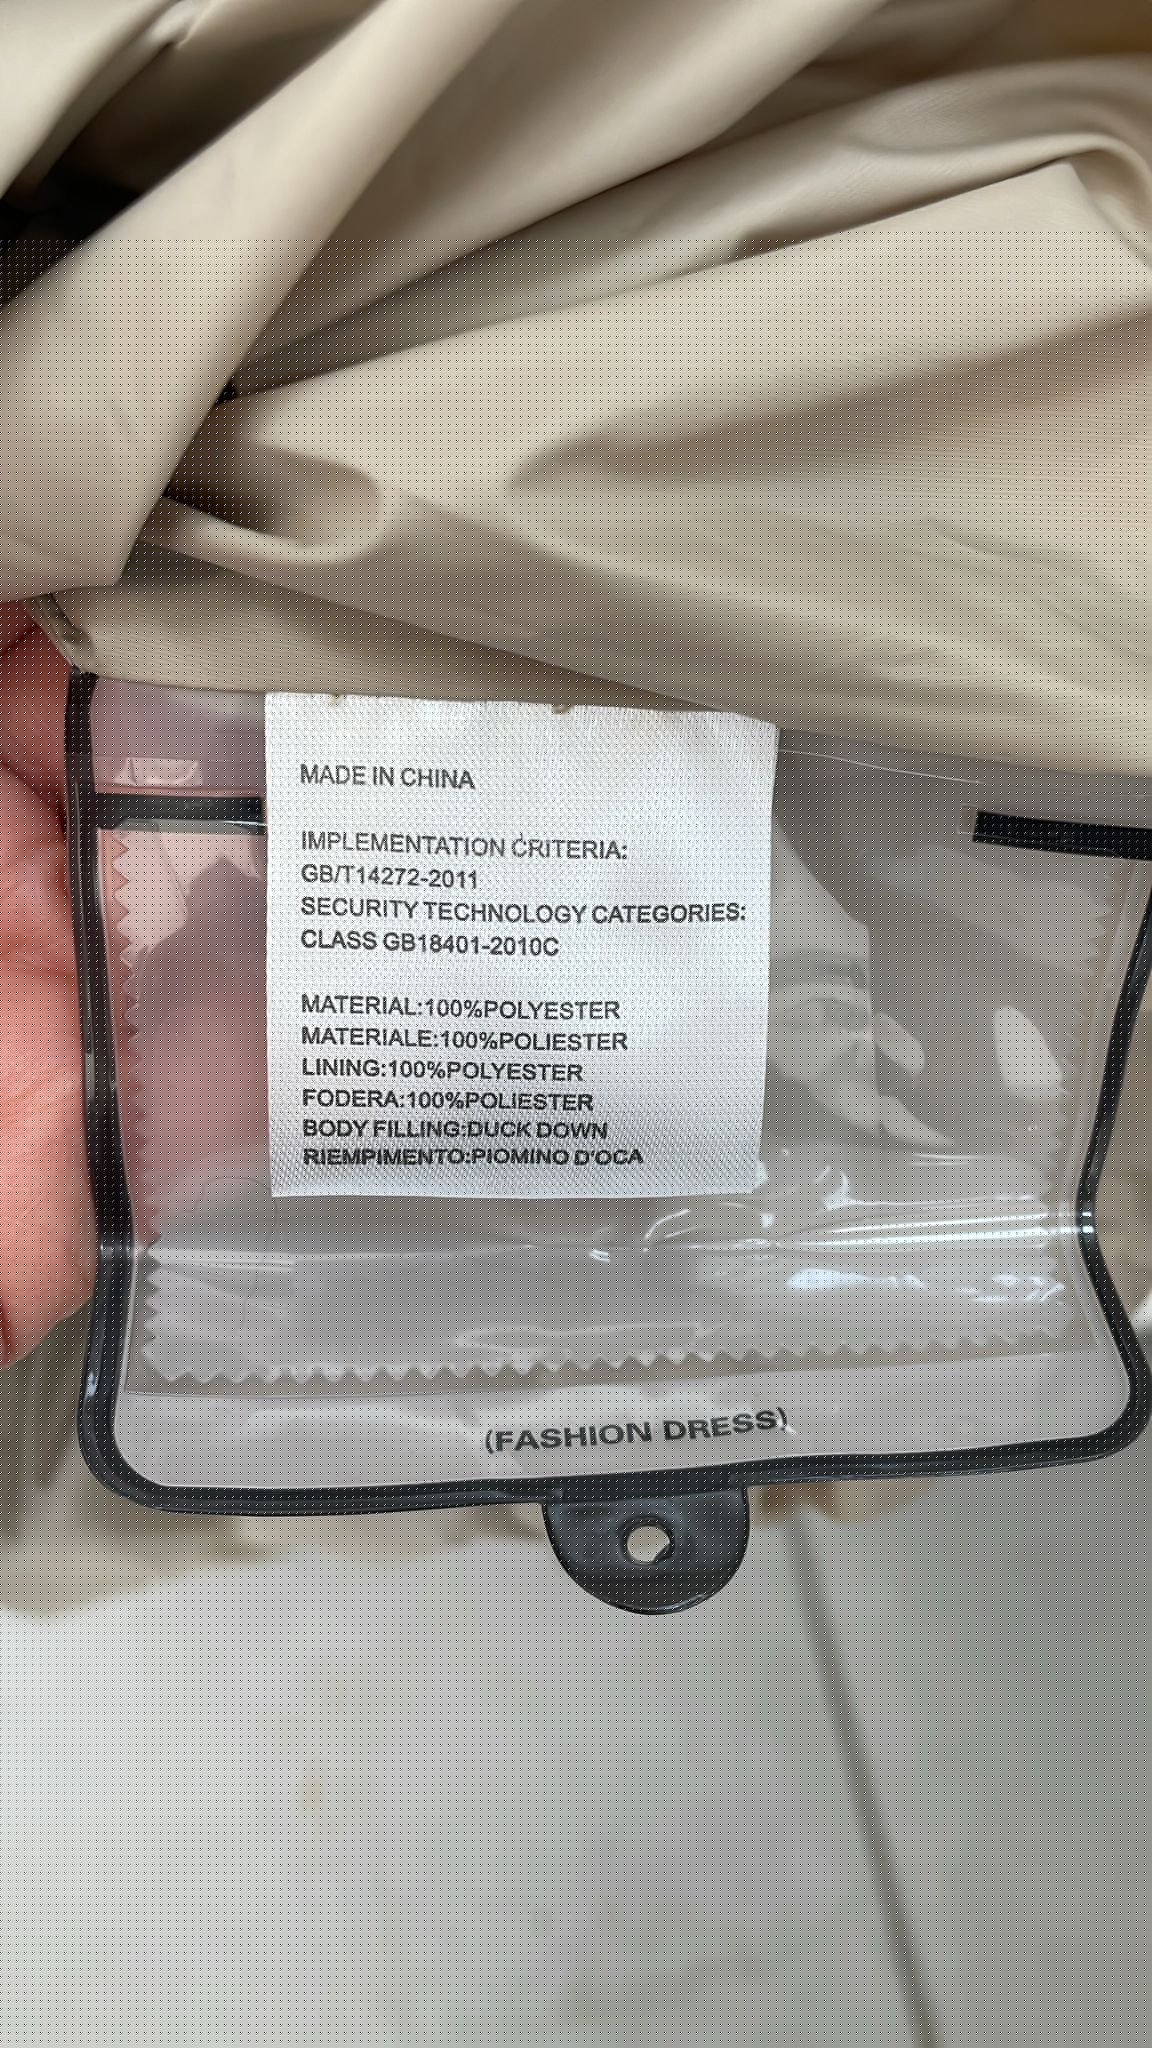 MADE IN CHINA
IMPLEMENTATION CRITERIA:
GB/T14272-2011
SECURITY TECHNOLOGY CATEGORIES:
CLASS GB18401-2010C
MATERIAL:100%POLYESTER
MATERIALE:100%POLIESTER
LINING:100%POLYESTER
FODERA:100%POLIESTER
BODY FILLING:DUCK DOWN
RIEMPIMENTO:PIOMINO D'OCA
(FASHION DRESS)